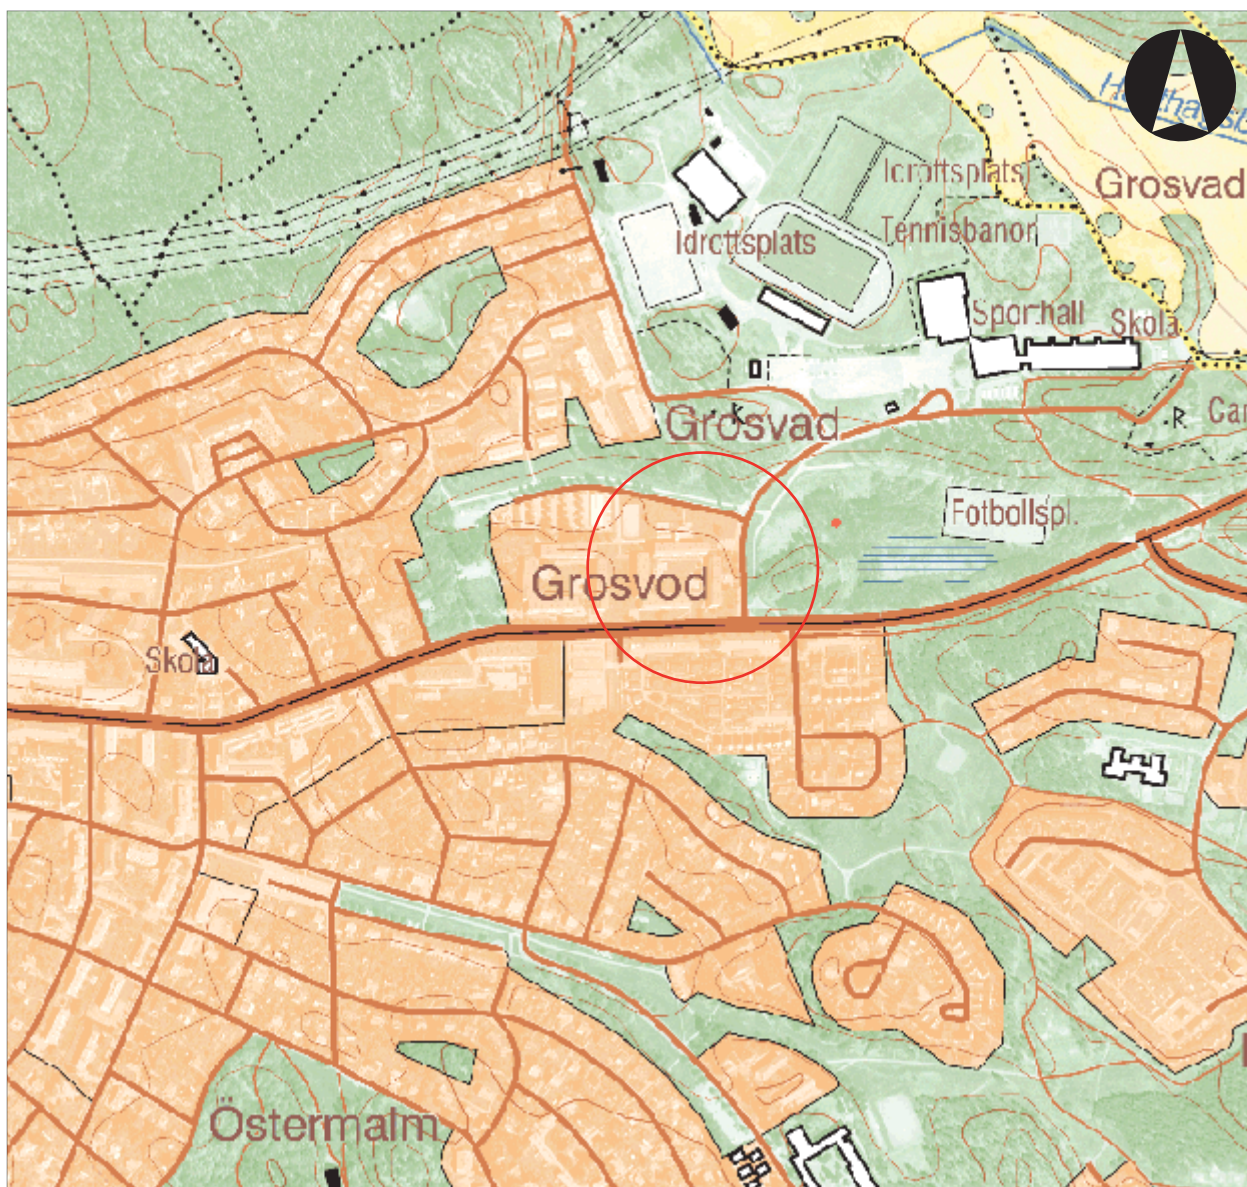 Idrottsplats
Grosvad
Idrottsplats
Tennisbanor
Sporthall
Skola
Grosvad
K
R
Fotbollspl.
Grosvod
Skola
Östermalm